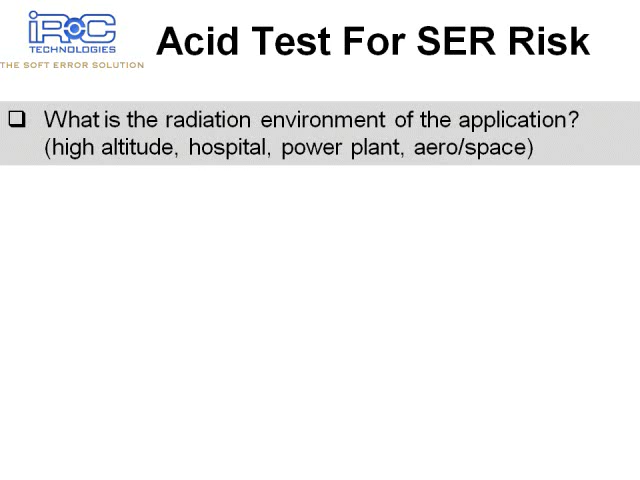 iRoC
TECHNOLOGIES
THE SOFT ERROR SOLUTION
Acid Test For SER Risk
What is the radiation environment of the application?
(high altitude, hospital, power plant, aero/space)